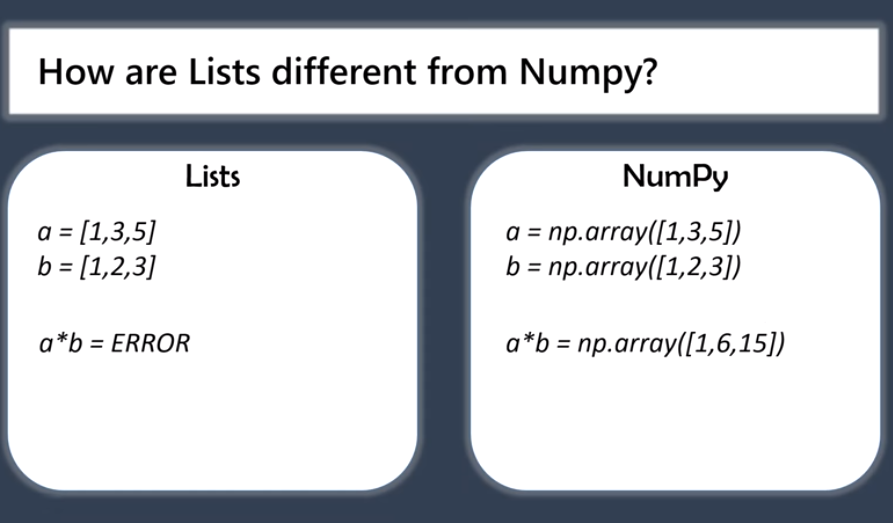 How are Lists different from Numpy?
Lists
a = [1,3,5]
b = [1,2,3]
a*b = ERROR
NumPy
a = np.array([1,3,5])
b = np.array([1,2,3])
a*b = np.array([1,6,15])